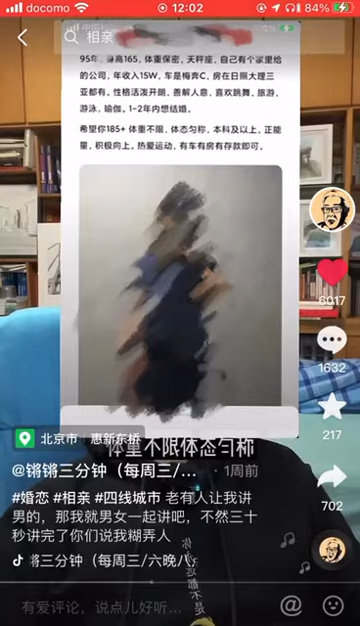 docomo
12:02
84%
相亲
95年，身高165，体重保密，天秤座，自己有个家里给
的公司，年收入15W，车是梅奔C，房在日照大理三
亚都有。性格活泼开朗，善解人意，喜欢跳舞，旅游，
游泳，瑜伽。1-2年内想结婚。
希望你185+ 体重不限，体态匀称，本科及以上，正能
量，积极向上。热爱运动，有车有房有存款即可。
6017
1632
217
702
北京市 | 惠新东桥
体重不限体态匀称
@锵锵三分钟（每周三/... · 1周前
#婚恋 #相亲 #四线城市 老有人让我讲
男的，那我就男女一起讲吧，不然三十
秒讲完了你们说我糊弄人
锵三分钟（每周三/六晚八
有爱评论，说点儿好听...